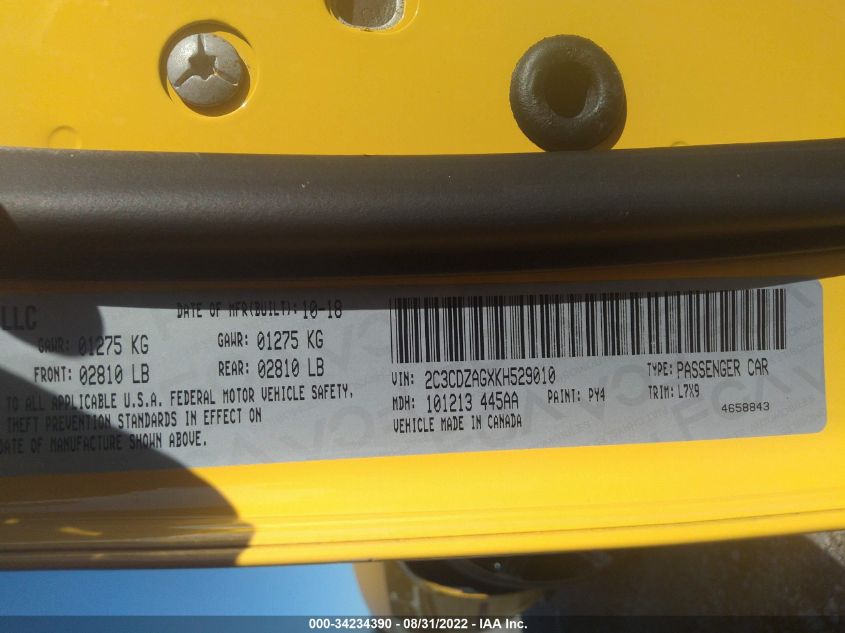 LLC
DATE OF MFR(BUILT): 10-18
GAWR: 01275 KG GAWR: 01275 KG
FRONT: 02810 LB REAR: 02810 LB
TO ALL APPLICABLE U.S.A. FEDERAL MOTOR VEHICLE SAFETY,
THEFT PREVENTION STANDARDS IN EFFECT ON
DATE OF MANUFACTURE SHOWN ABOVE.
VIN: 2C3CDZAGXKH529010 TYPE: PASSENGER CAR
MDH: 101213 445AA PAINT: PY4 TRIM: L7X9
4658843
VEHICLE MADE IN CANADA
000-34234390 - 08/31/2022 - IAA Inc.